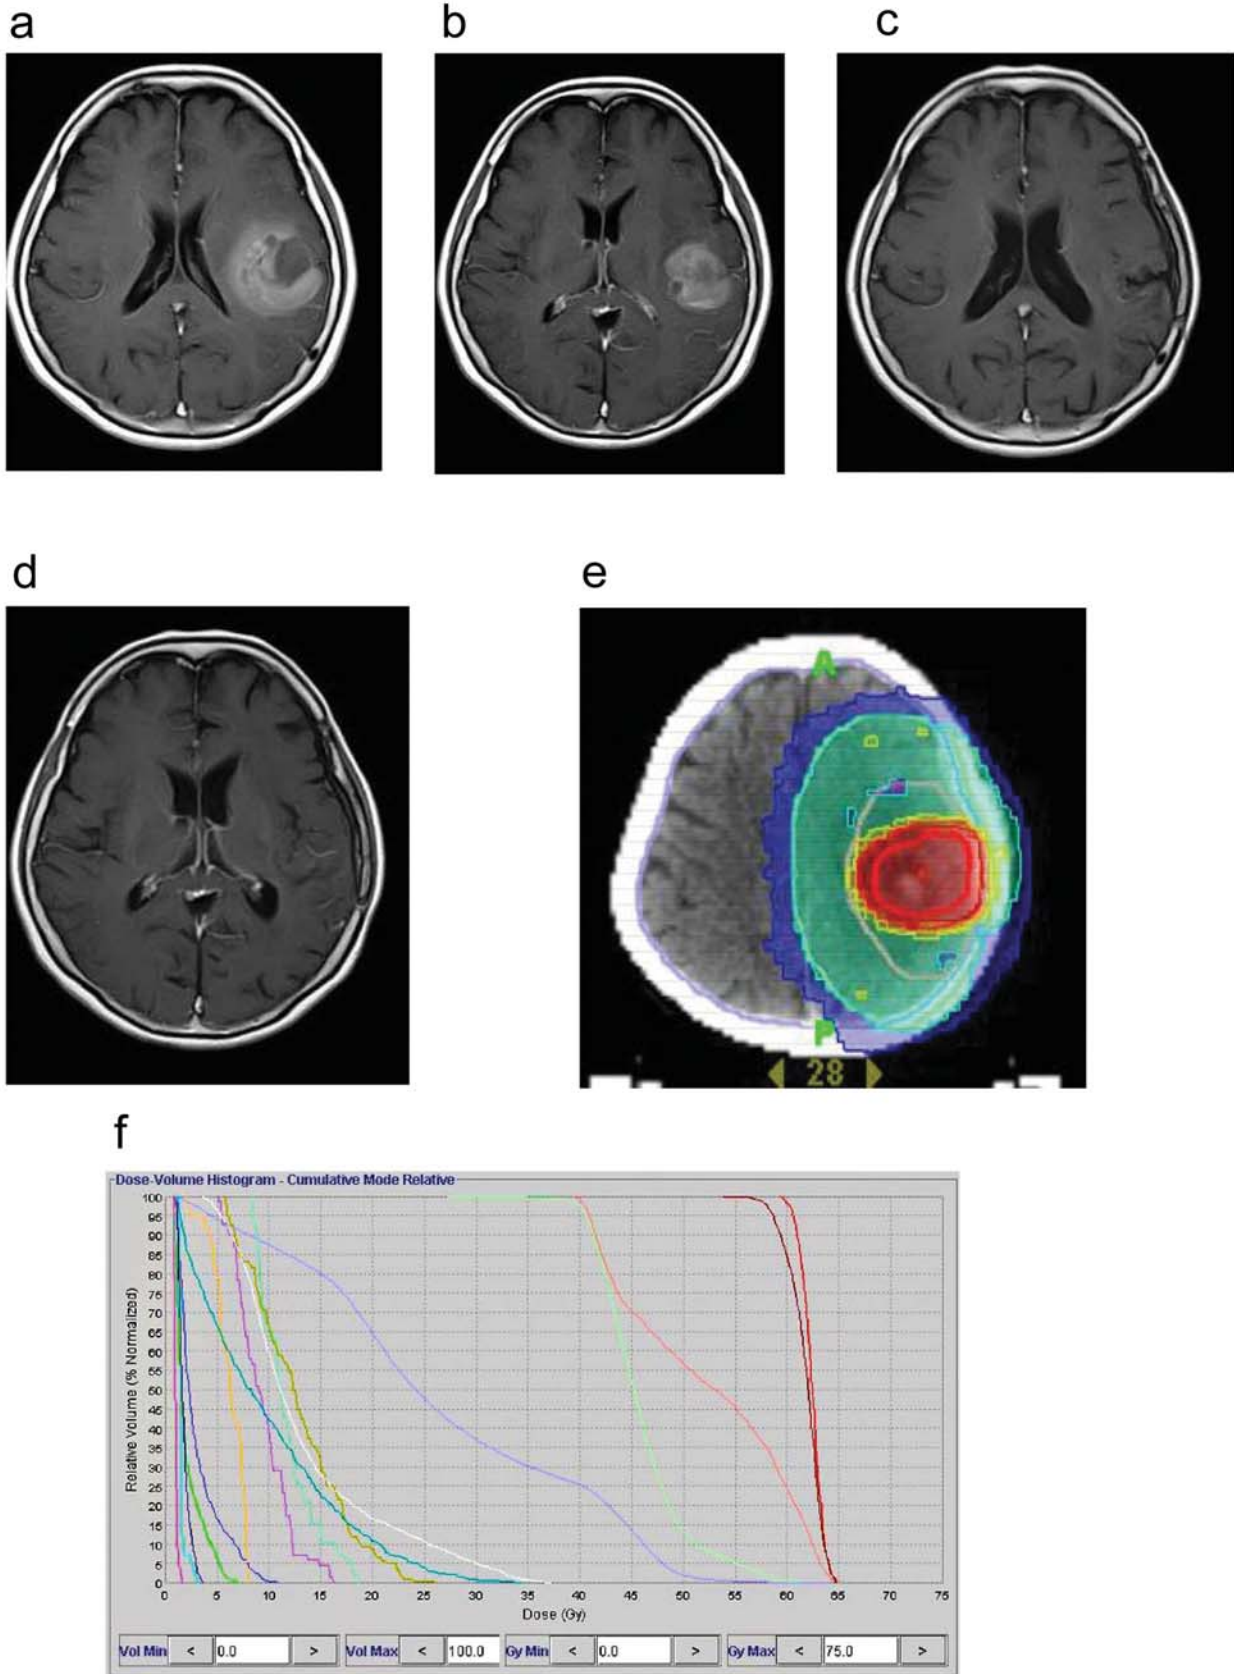 a
b
c
d
e
A
P
28
f
Dose-Volume Histogram - Cumulative Mode Relative
100
95
90
85
80
75
70
65
60
55
50
45
40
35
30
25
20
15
10
5
0
Relative Volume (% Normalized)
0 5 10 15 20 25 30 35 40 45 50 55 60 65 70 75
Dose (Gy)
Vol Min < 0.0 > Vol Max < 100.0 Gy Min < 0.0 > Gy Max < 75.0 >